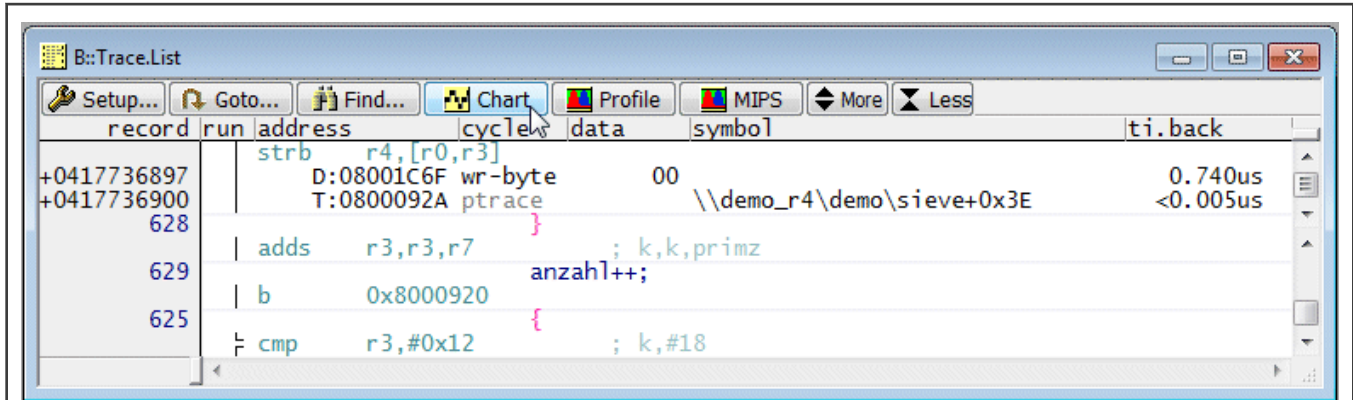 B::Trace.List
Setup... Goto... Find... Chart Profile MIPS More Less
record run address cycle data symbol ti.back
strb r4,[r0,r3]
+0417736897 D:08001C6F wr-byte 00 0.740us
+0417736900 T:0800092A ptrace \\demo_r4\demo\sieve+0x3E <0.005us
628 }
adds r3,r3,r7 ; k,k,primz
629 anzahl++;
b 0x8000920
625 {
cmp r3,#0x12 ; k,#18